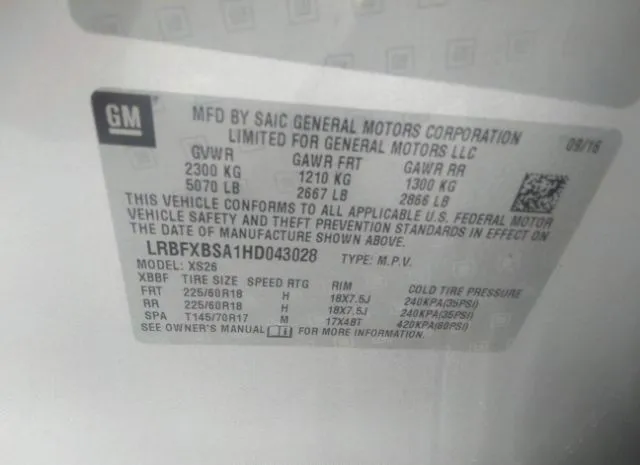 GM
MFD BY SAIC GENERAL MOTORS CORPORATION
LIMITED FOR GENERAL MOTORS LLC
09/16
GVWR GAWR FRT GAWR RR
2300 KG 1210 KG 1300 KG
5070 LB 2667 LB 2866 LB
THIS VEHICLE CONFORMS TO ALL APPLICABLE U.S. FEDERAL MOTOR
VEHICLE SAFETY AND THEFT PREVENTION STANDARDS IN EFFECT ON
THE DATE OF MANUFACTURE SHOWN ABOVE.
LRBFXBSA1HD043028 TYPE: M.P.V.
MODEL: XS26
XBBF TIRE SIZE SPEED RTG RIM COLD TIRE PRESSURE
FRT 225/60R18 H 18X7.5J 240KPA(35PSI)
RR 225/60R18 H 18X7.5J 240KPA(35PSI)
SPA T145/70R17 M 17X4BT 420KPA(60PSI)
SEE OWNER'S MANUAL FOR MORE INFORMATION.